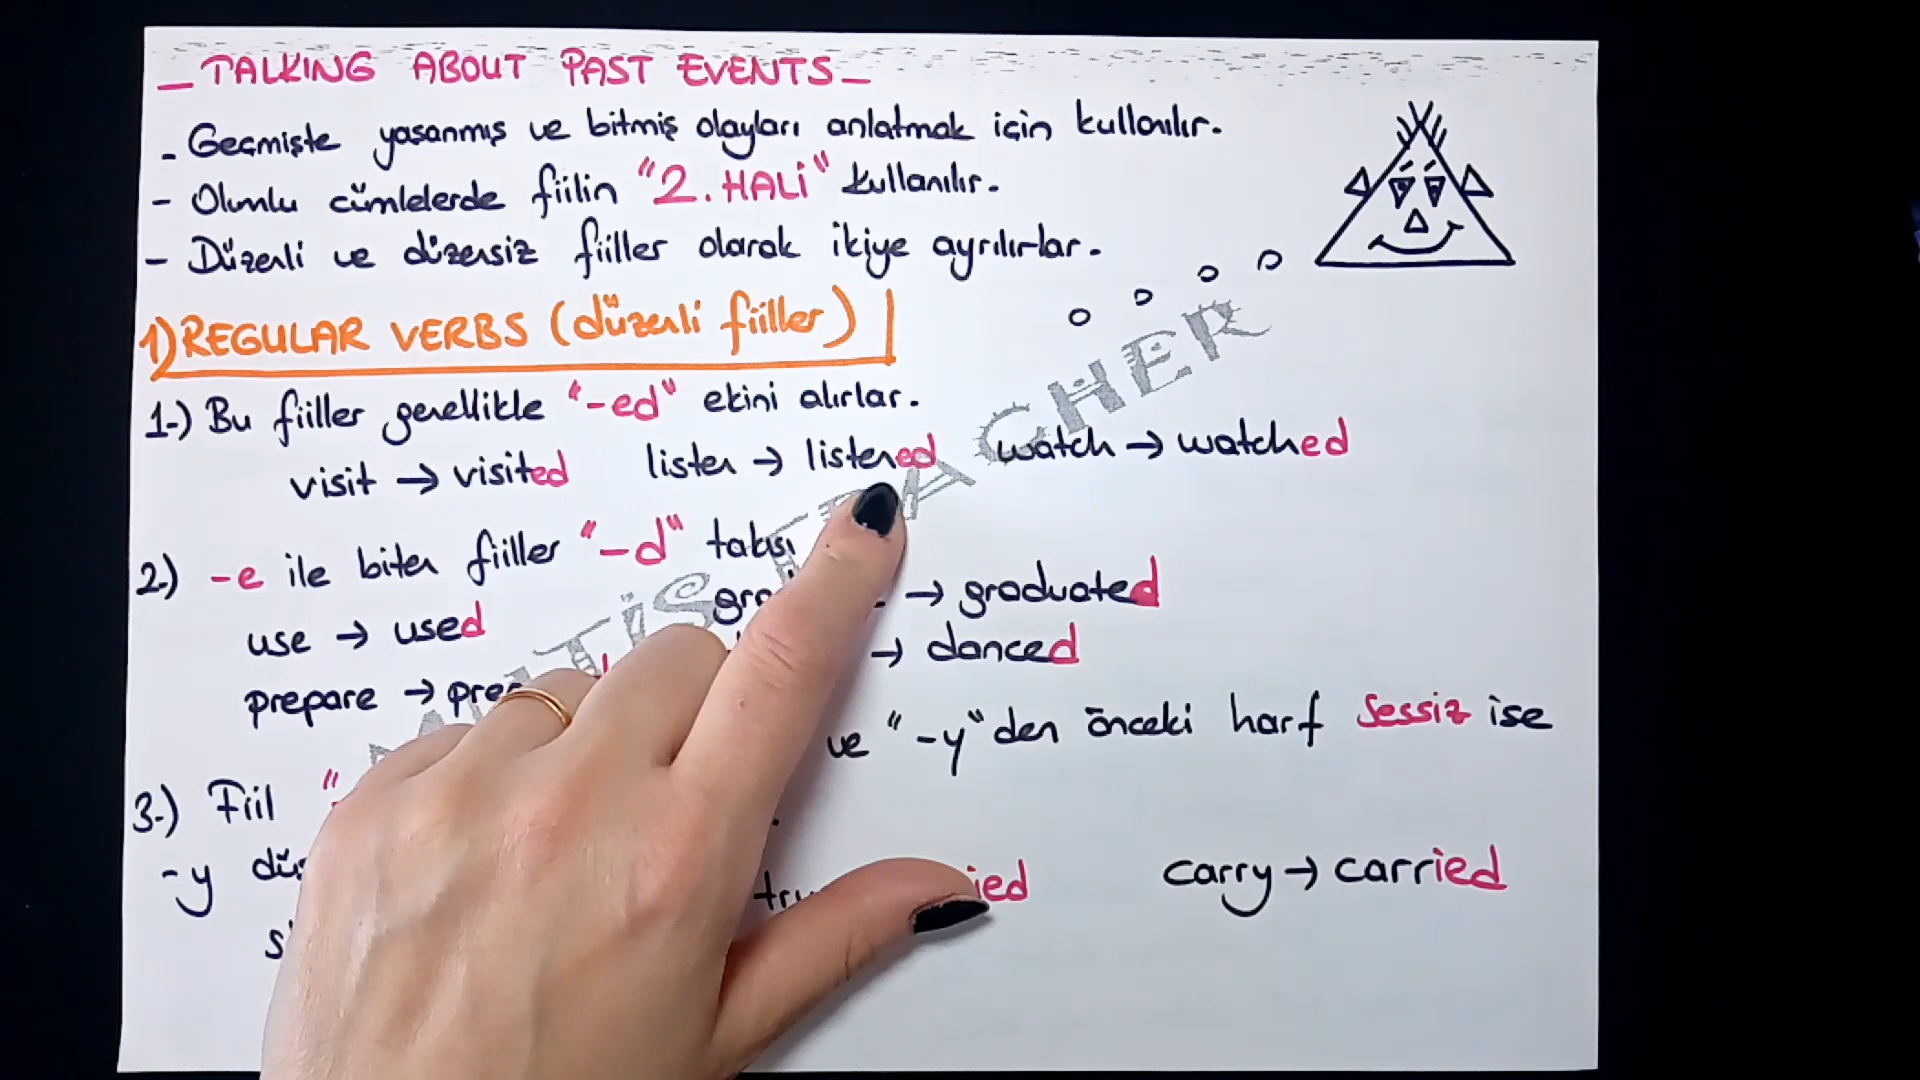 _ TALKING ABOUT PAST EVENTS _
- Geçmişte yaşanmış ve bitmiş olayları anlatmak için kullanılır.
- Olumlu cümlelerde fiilin "2. HALİ" kullanılır.
- Düzenli ve düzensiz fiiller olarak ikiye ayrılırlar.
1) REGULAR VERBS (düzenli fiiller)
1-) Bu fiiller genellikle "-ed" ekini alırlar.
visit → visited listen → listened watch → watched
2-) -e ile biten fiiller "-d" takısı
use → used → graduated
prepare → → danced
3-) Fiil ve "-y"den önceki harf sessiz ise
-y
ied carry → carried